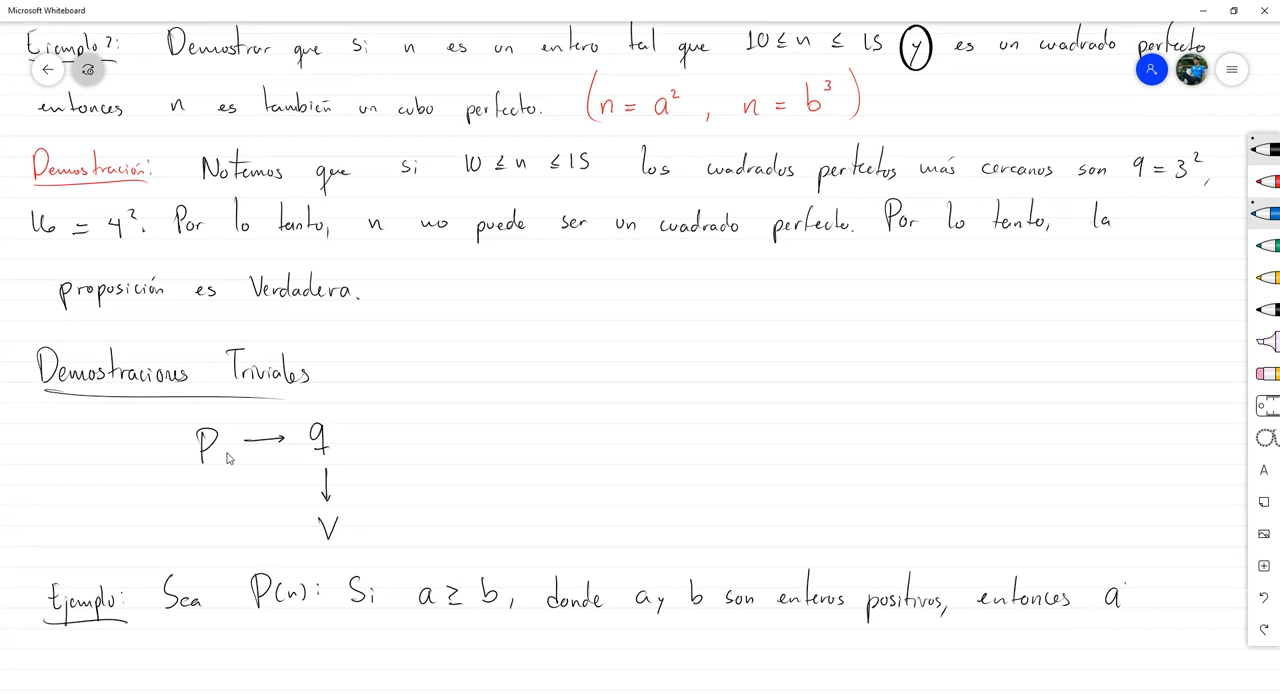 Microsoft Whiteboard
Ejemplo 2: Demostrar que si n es un entero tal que 10 ≤ n ≤ 15 y es un cuadrado perfecto
entonces n es también un cubo perfecto. (n = a², n = b³)
Demostración: Notemos que si 10 ≤ n ≤ 15 los cuadrados perfectos más cercanos son 9 = 3²,
16 = 4². Por lo tanto, n no puede ser un cuadrado perfecto. Por lo tanto, la
proposición es Verdadera.
Demostraciones Triviales
P → q
↓
V
Ejemplo: Sea P(n): Si a ≥ b, donde a y b son enteros positivos, entonces a